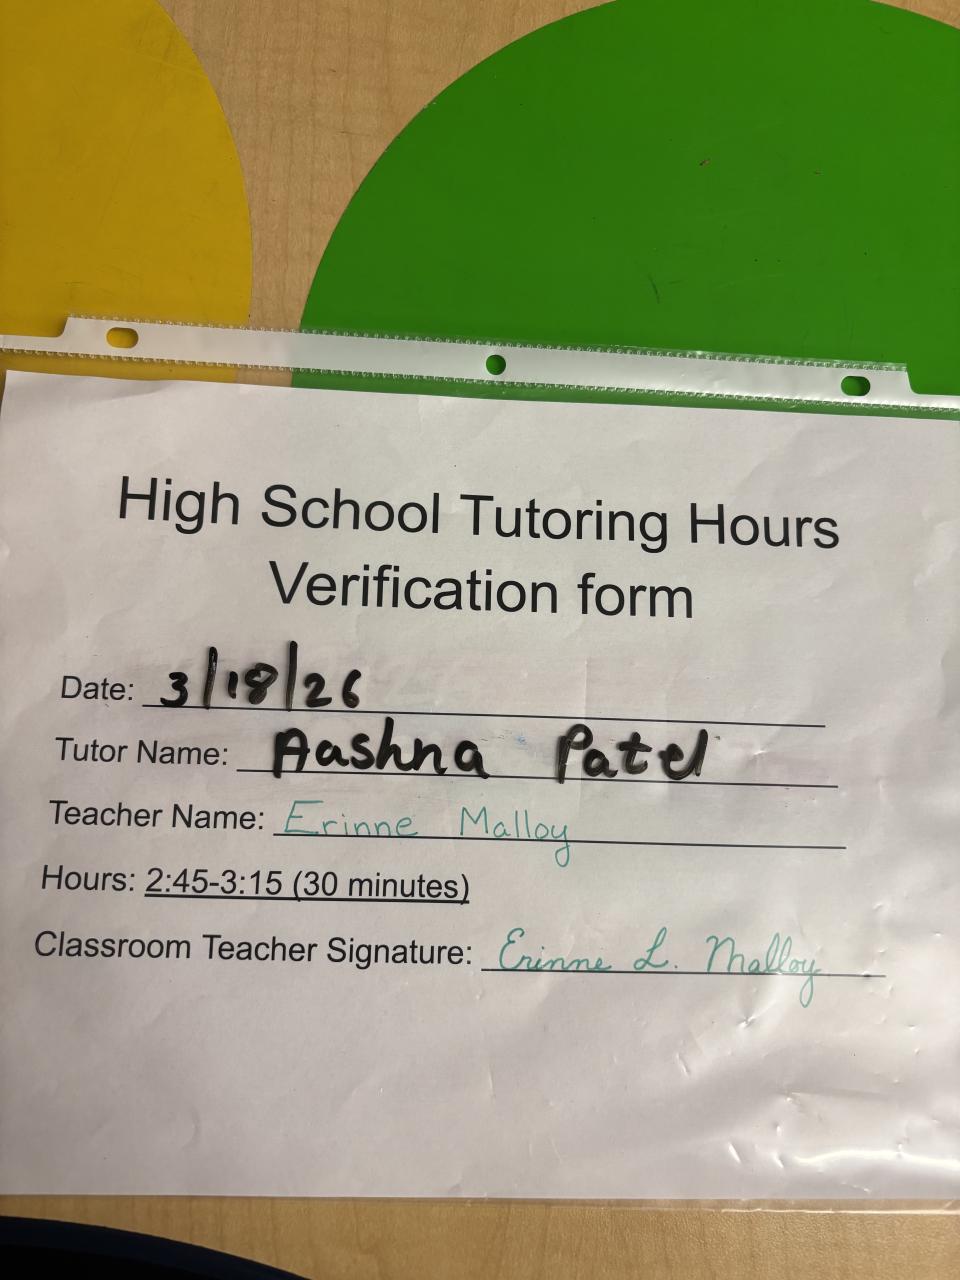 High School Tutoring Hours
Verification form
Date: 3/18/26
Tutor Name: Aashna Patel
Teacher Name: Erinne Malloy
Hours: 2:45-3:15 (30 minutes)
Classroom Teacher Signature: Erinne L. Malloy